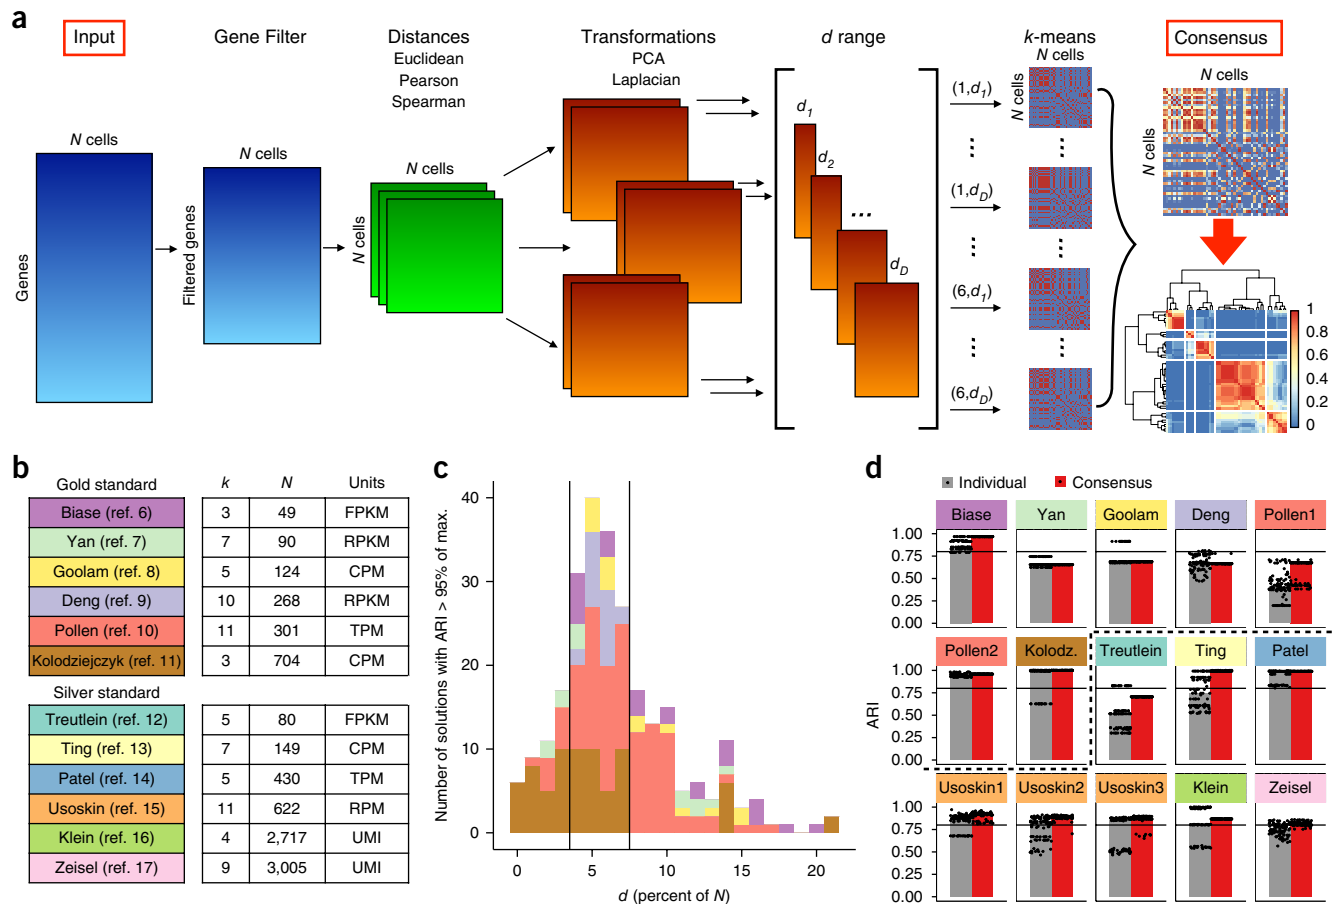 a
Input
Gene Filter
Distances
Euclidean
Pearson
Spearman
Transformations
PCA
Laplacian
d range
k-means
Consensus
N cells
Genes
N cells
Filtered genes
N cells
N cells
d1
d2
...
dD
(1,d1)
...
(1,dD)
...
(6,d1)
...
(6,dD)
N cells
N cells
...
...
...
N cells
N cells
1
0.8
0.6
0.4
0.2
0
b
Gold standard k N Units
Biase (ref. 6) 3 49 FPKM
Yan (ref. 7) 7 90 RPKM
Goolam (ref. 8) 5 124 CPM
Deng (ref. 9) 10 268 RPKM
Pollen (ref. 10) 11 301 TPM
Kolodziejczyk (ref. 11) 3 704 CPM
Silver standard
Treutlein (ref. 12) 5 80 FPKM
Ting (ref. 13) 7 149 CPM
Patel (ref. 14) 5 430 TPM
Usoskin (ref. 15) 11 622 RPM
Klein (ref. 16) 4 2,717 UMI
Zeisel (ref. 17) 9 3,005 UMI
c
Number of solutions with ARI > 95% of max.
40
30
20
10
0
0 5 10 15 20
d (percent of N)
d
Individual Consensus
Biase Yan Goolam Deng Pollen1
1.00
0.75
0.50
0.25
0.00
Pollen2 Kolodz. Treutlein Ting Patel
ARI
1.00
0.75
0.50
0.25
0.00
Usoskin1 Usoskin2 Usoskin3 Klein Zeisel
1.00
0.75
0.50
0.25
0.00